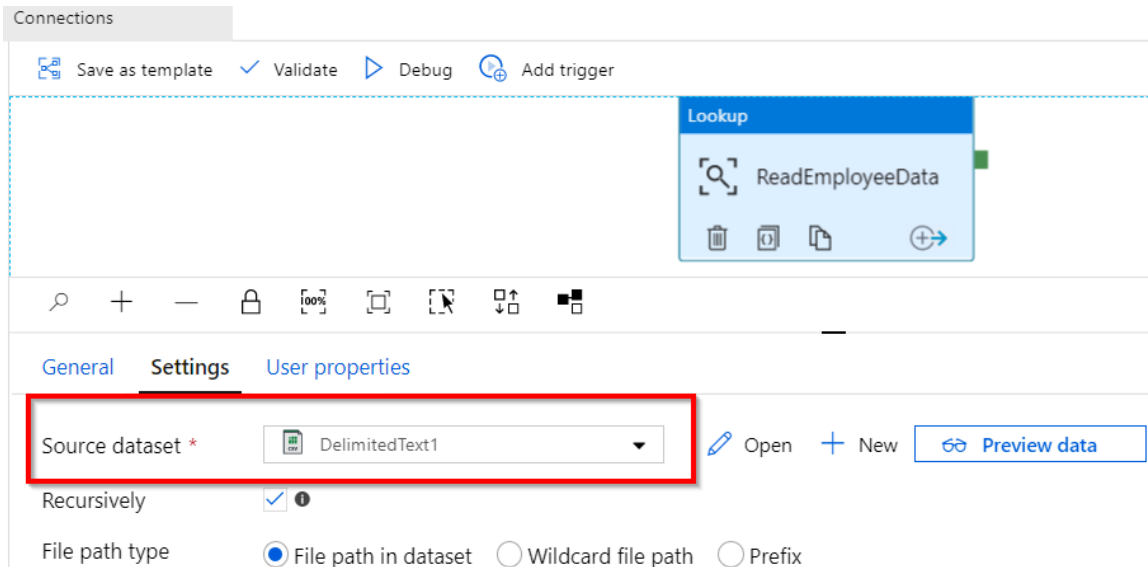 Connections
Save as template Validate Debug Add trigger
Lookup
ReadEmployeeData
100%
General Settings User properties
Source dataset * DelimitedText1 Open New Preview data
Recursively
File path type File path in dataset Wildcard file path Prefix